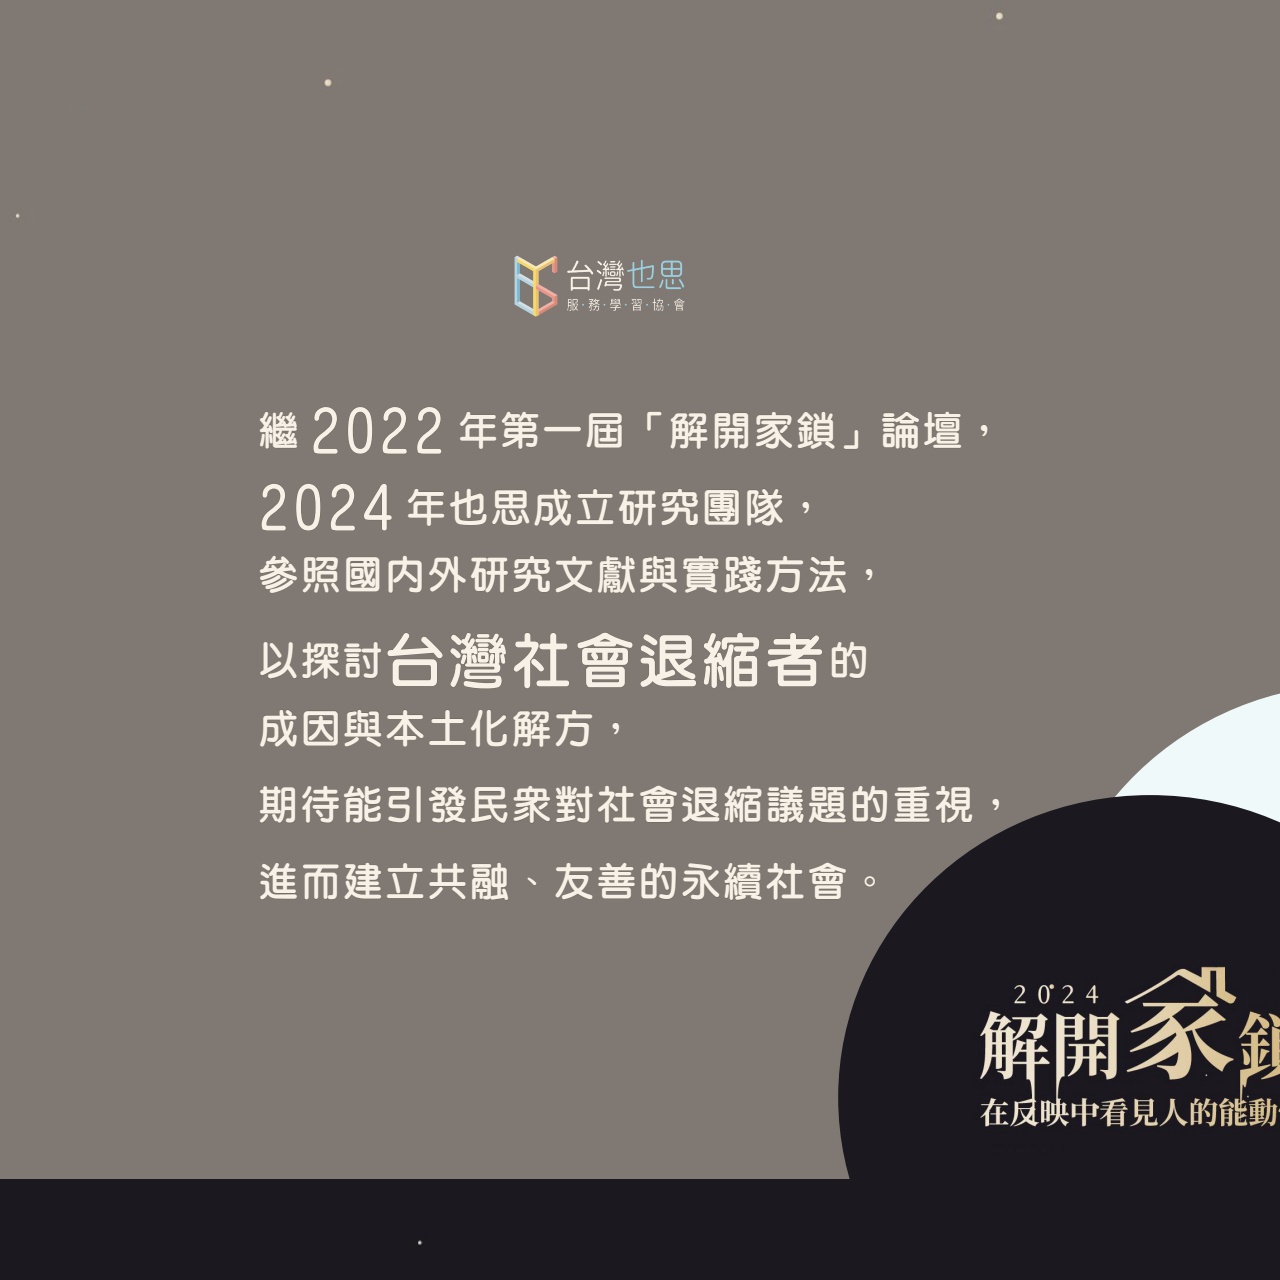 台灣也思
服·務·學·習·協·會
繼 2022 年第一屆「解開家鎖」論壇，
2024 年也思成立研究團隊，
參照國內外研究文獻與實踐方法，
以探討台灣社會退縮者的
成因與本土化解方，
期待能引發民眾對社會退縮議題的重視，
進而建立共融、友善的永續社會。
2024
解開家鎖
在反映中看見人的能動